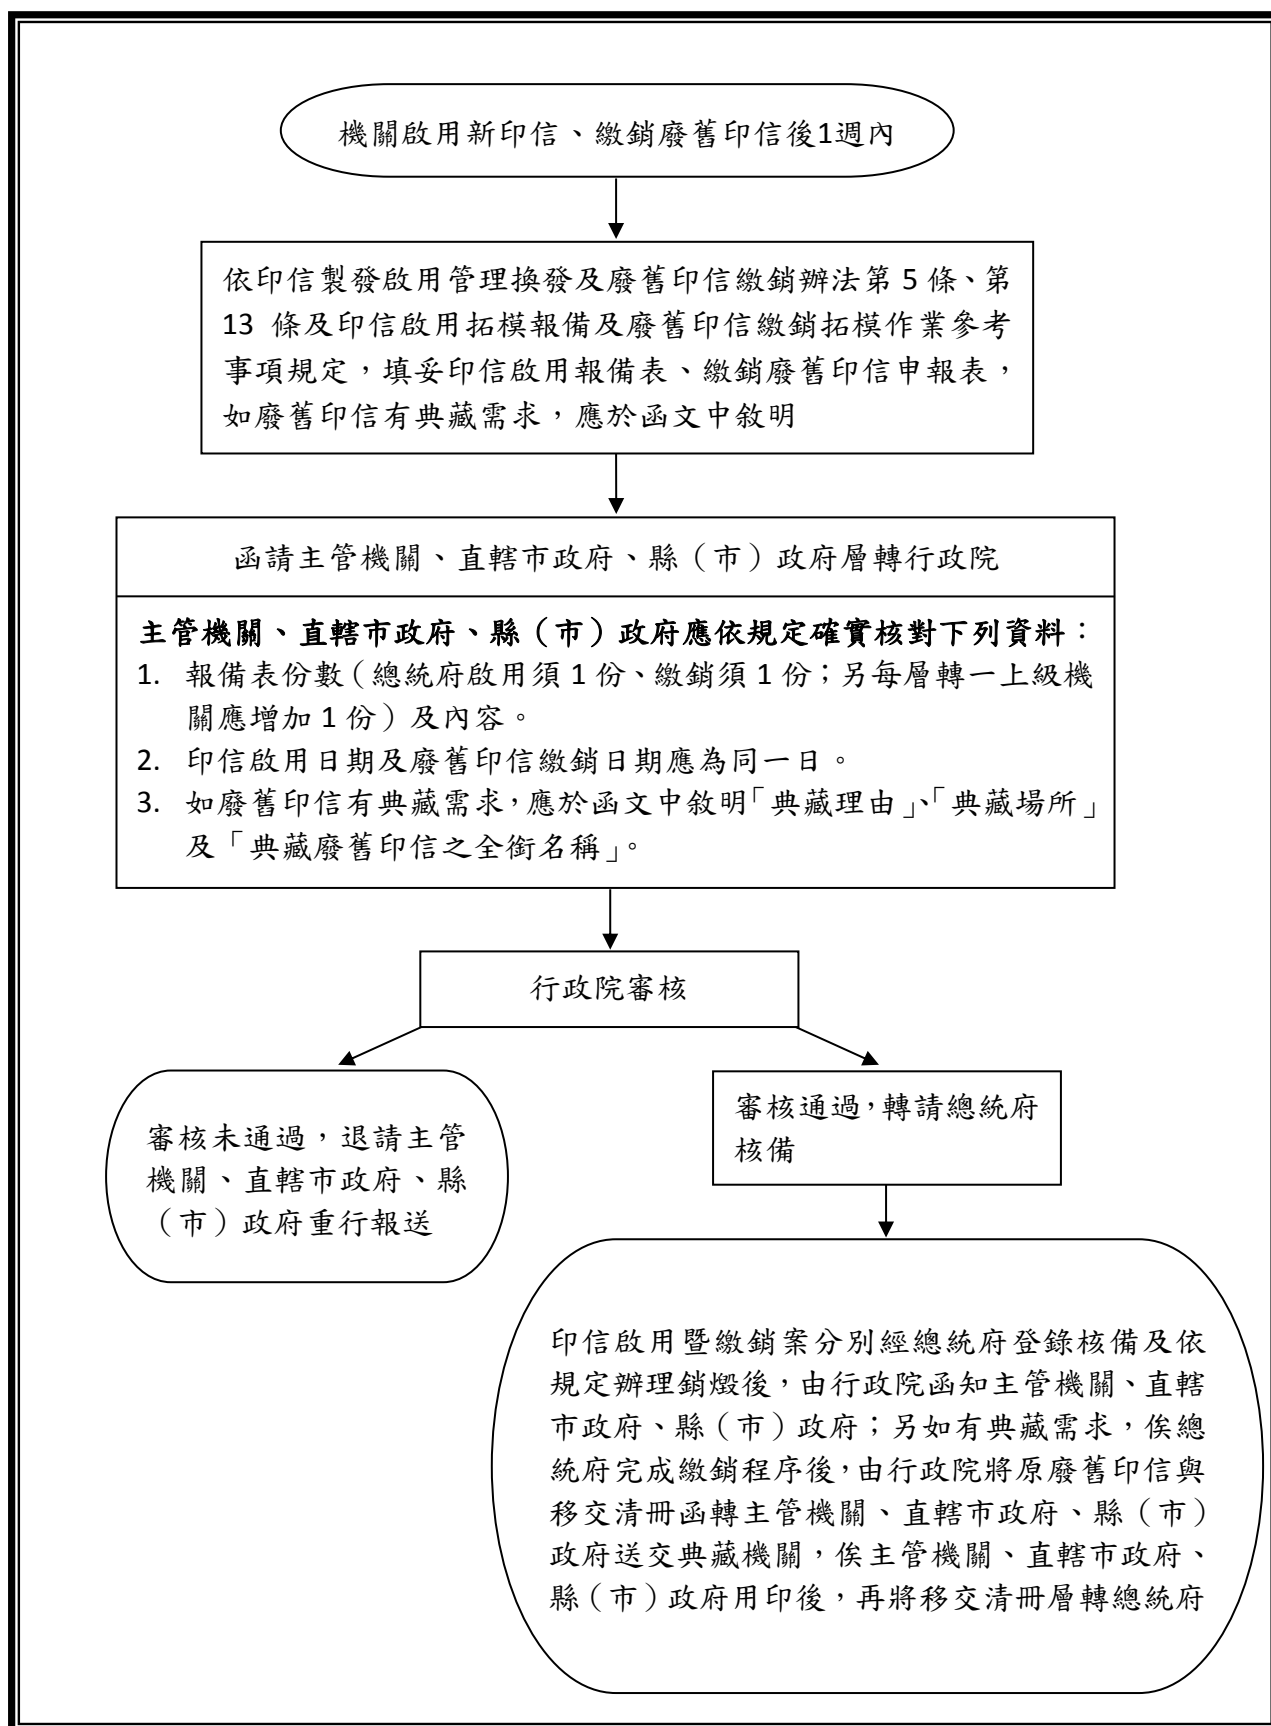 機關啟用新印信、繳銷廢舊印信後1週內
依印信製發啟用管理換發及廢舊印信繳銷辦法第 5 條、第
13 條及印信啟用拓模報備及廢舊印信繳銷拓模作業參考
事項規定，填妥印信啟用報備表、繳銷廢舊印信申報表，
如廢舊印信有典藏需求，應於函文中敘明
函請主管機關、直轄市政府、縣（市）政府層轉行政院
主管機關、直轄市政府、縣（市）政府應依規定確實核對下列資料：
1. 報備表份數（總統府啟用須 1 份、繳銷須 1 份；另每層轉一上級機
關應增加 1 份）及內容。
2. 印信啟用日期及廢舊印信繳銷日期應為同一日。
3. 如廢舊印信有典藏需求，應於函文中敘明「典藏理由」、「典藏場所」
及「典藏廢舊印信之全銜名稱」。
行政院審核
審核未通過，退請主管
機關、直轄市政府、縣
（市）政府重行報送
審核通過，轉請總統府
核備
印信啟用暨繳銷案分別經總統府登錄核備及依
規定辦理銷燬後，由行政院函知主管機關、直轄
市政府、縣（市）政府；另如有典藏需求，俟總
統府完成繳銷程序後，由行政院將原廢舊印信與
移交清冊函轉主管機關、直轄市政府、縣（市）
政府送交典藏機關，俟主管機關、直轄市政府、
縣（市）政府用印後，再將移交清冊層轉總統府